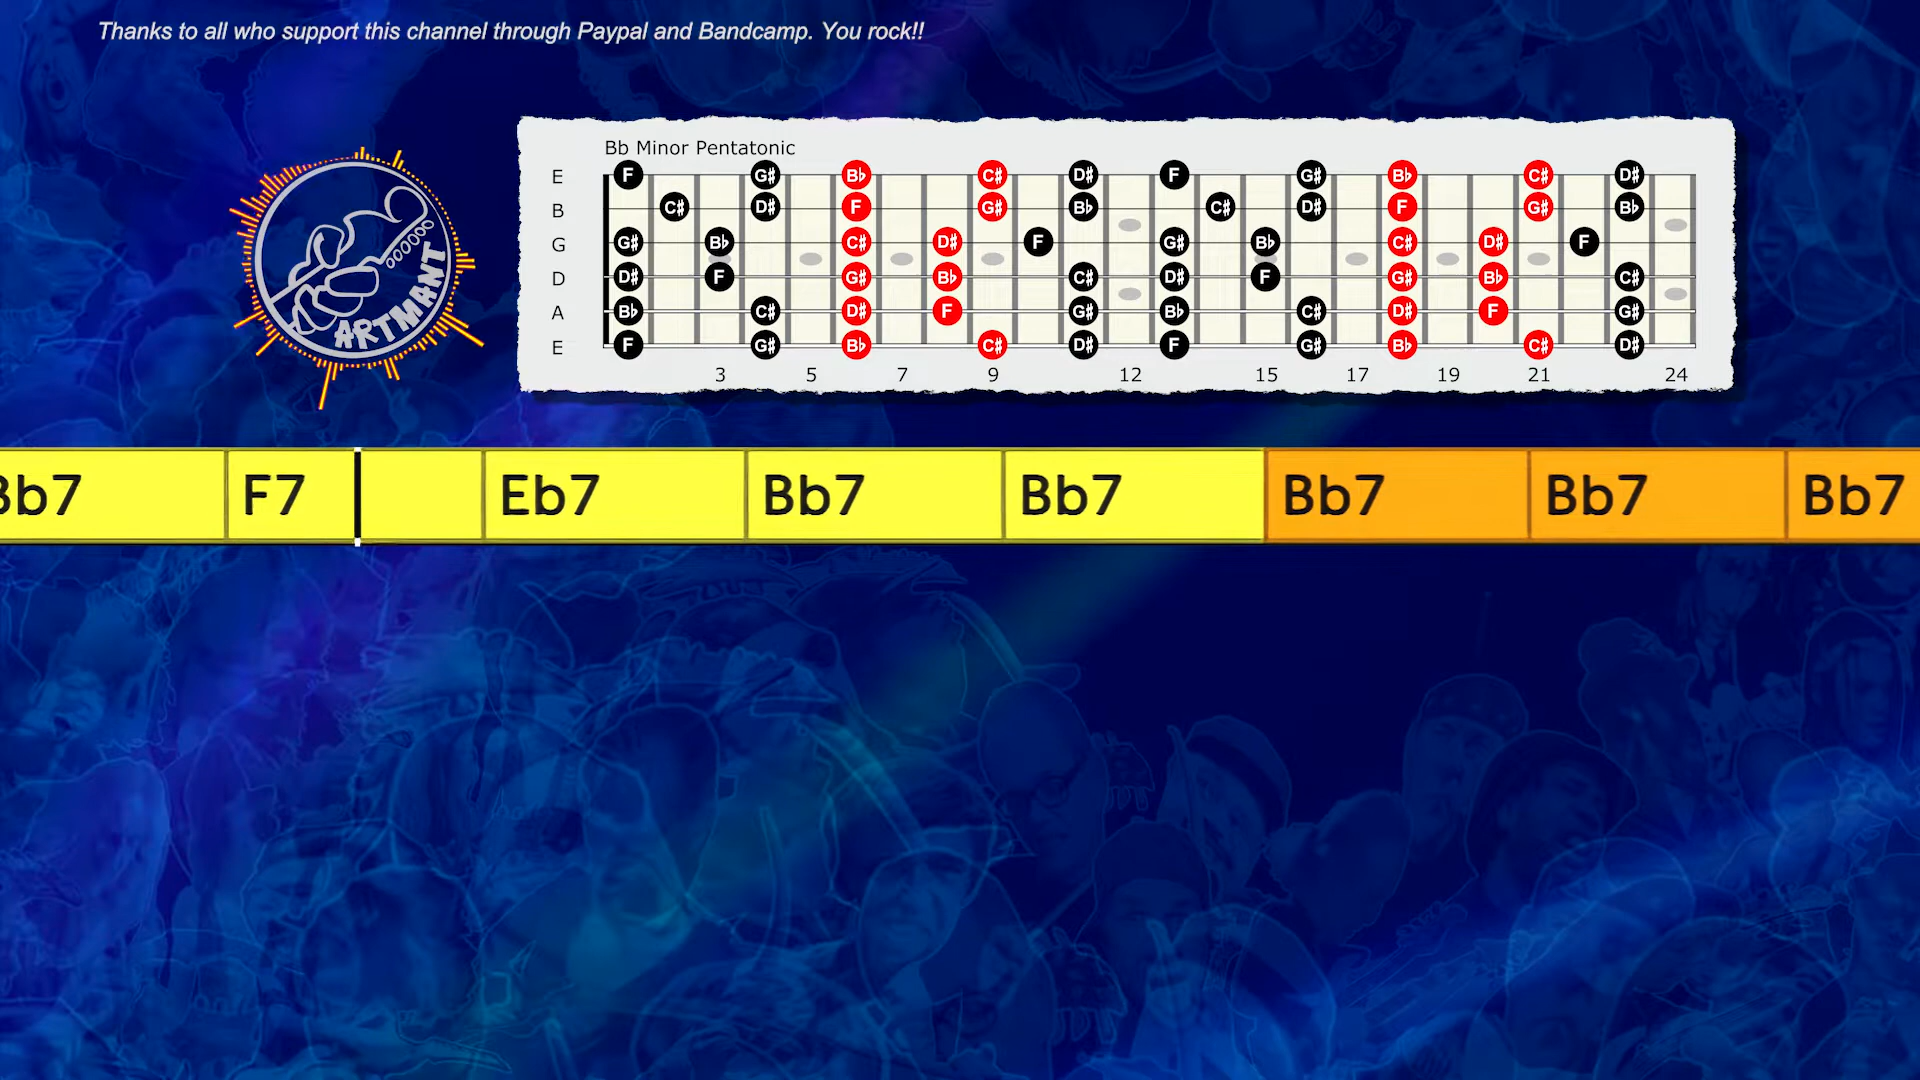 Thanks to all who support this channel through Paypal and Bandcamp. You rock!!
Bb Minor Pentatonic
E F G# B♭ C# D# F G# B♭ C# D#
B C# D# F G# B♭ C# D# F G# B♭
G G# B♭ C# D# F G# B♭ C# D# F
D D# F G# B♭ C# D# F G# B♭ C#
A B♭ C# D# F G# B♭ C# D# F G#
E F G# B♭ C# D# F G# B♭ C# D#
3 5 7 9 12 15 17 19 21 24
ARTMANT
Bb7 F7 Eb7 Bb7 Bb7 Bb7 Bb7 Bb7